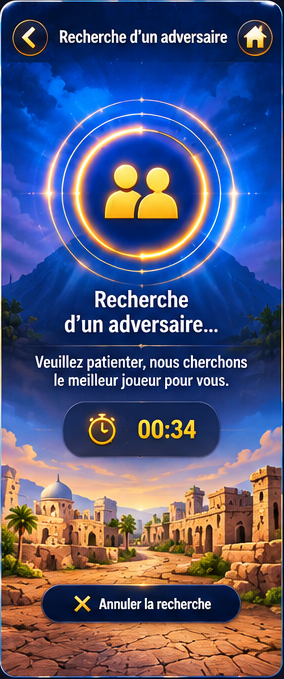 Recherche d'un adversaire
Recherche
d'un adversaire...
Veuillez patienter, nous cherchons
le meilleur joueur pour vous.
00:34
Annuler la recherche